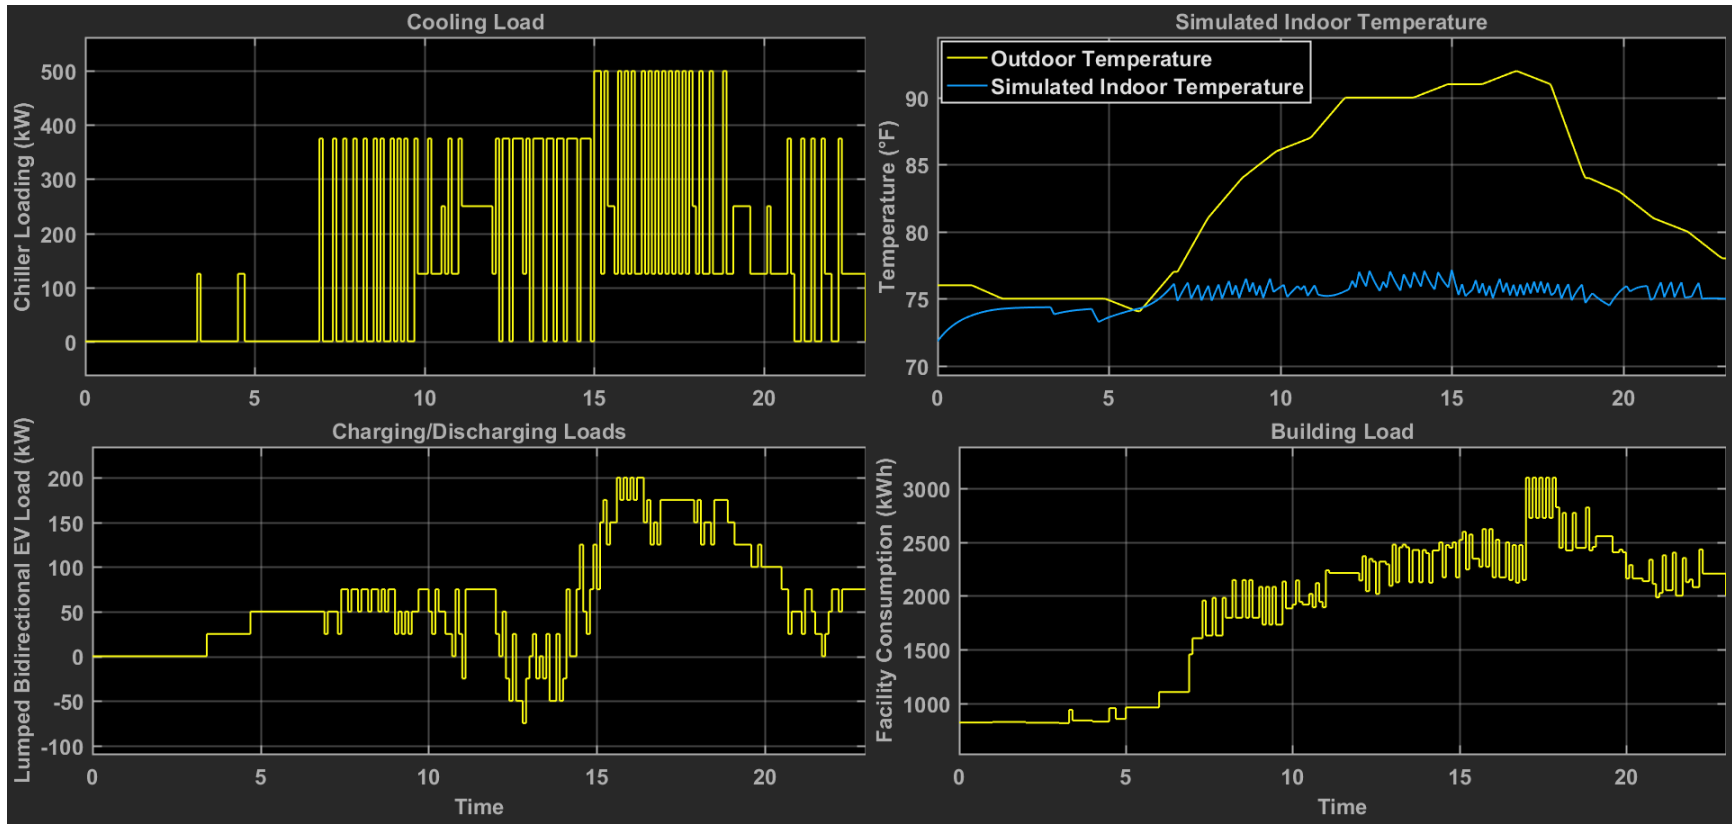 Cooling Load
Chiller Loading (kW)
500
400
300
200
100
0
0 5 10 15 20
Simulated Indoor Temperature
Outdoor Temperature
Simulated Indoor Temperature
Temperature (°F)
90
85
80
75
70
0 5 10 15 20
Charging/Discharging Loads
Lumped Bidirectional EV Load (kW)
200
150
100
50
0
-50
-100
0 5 10 15 20
Time
Building Load
Facility Consumption (kWh)
3000
2500
2000
1500
1000
0 5 10 15 20
Time